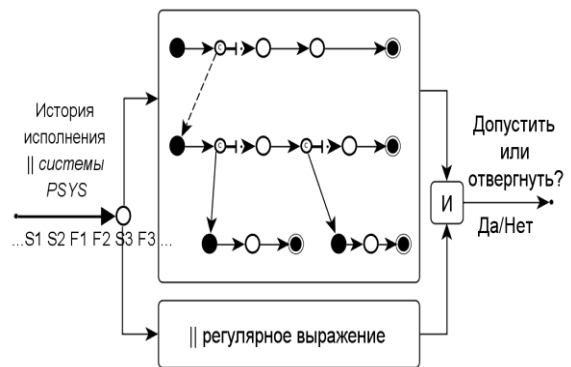 История
исполнения
|| системы
PSYS
...S1 S2 F1 F2 S3 F3 ...
c
c
c
Допустить
или
отвергнуть?
И
Да/Нет
|| регулярное выражение